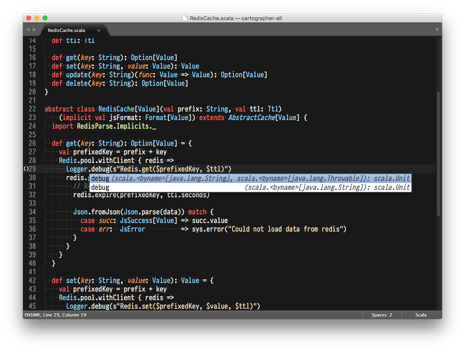 RedisCache.scala — cartographer-all
RedisCache.scala
14 def ttl: Ttl
15
16 def get(key: String): Option[Value]
17 def set(key: String, value: Value): Value
18 def update(key: String)(func: Value => Value): Option[Value]
19 def delete(key: String): Option[Value]
20 }
21
22 abstract class RedisCache[Value](val prefix: String, val ttl: Ttl)
23 (implicit val jsFormat: Format[Value]) extends AbstractCache[Value] {
24 import RedisParse.Implicits._
25
26 def get(key: String): Option[Value] = {
27 val prefixedKey = prefix + key
28 Redis.pool.withClient { redis =>
29 Logger.debug(s"Redis.get($prefixedKey, $ttl)")
30 redis.
debug (scala.<byname>[java.lang.String], scala.<byname>[java.lang.Throwable]): scala.Unit
31 //
debug (scala.<byname>[java.lang.String]): scala.Unit
32 redis.expire(prefixedKey, ttl.seconds)
33
34 Json.fromJson(Json.parse(data)) match {
35 case succ: JsSuccess[Value] => succ.value
36 case err: JsError => sys.error("Could not load data from redis")
37 }
38 }
39 }
40 }
41
42 def set(key: String, value: Value): Value = {
43 val prefixedKey = prefix + key
44 Redis.pool.withClient { redis =>
45 Logger.debug(s"Redis.set($prefixedKey, $value, $ttl)")
ENSIME, Line 29, Column 19 Spaces: 2 Scala